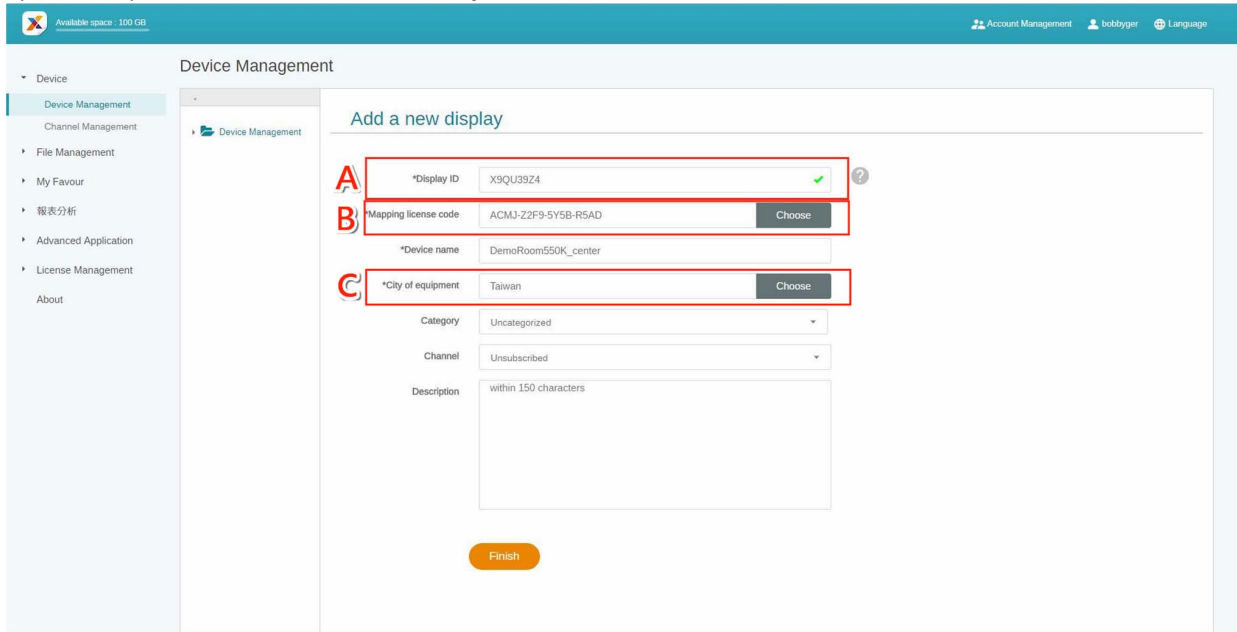 Available space : 100 GB
Account Management bobbyger Language
Device Management
Device
Device Management
Channel Management
File Management
My Favour
報表分析
Advanced Application
License Management
About
Device Management
Add a new display
A *Display ID X9QU39Z4 ?
B *Mapping license code ACMJ-Z2F9-5Y5B-R5AD Choose
*Device name DemoRoom550K_center
C *City of equipment Taiwan Choose
Category Uncategorized
Channel Unsubscribed
Description within 150 characters
Finish